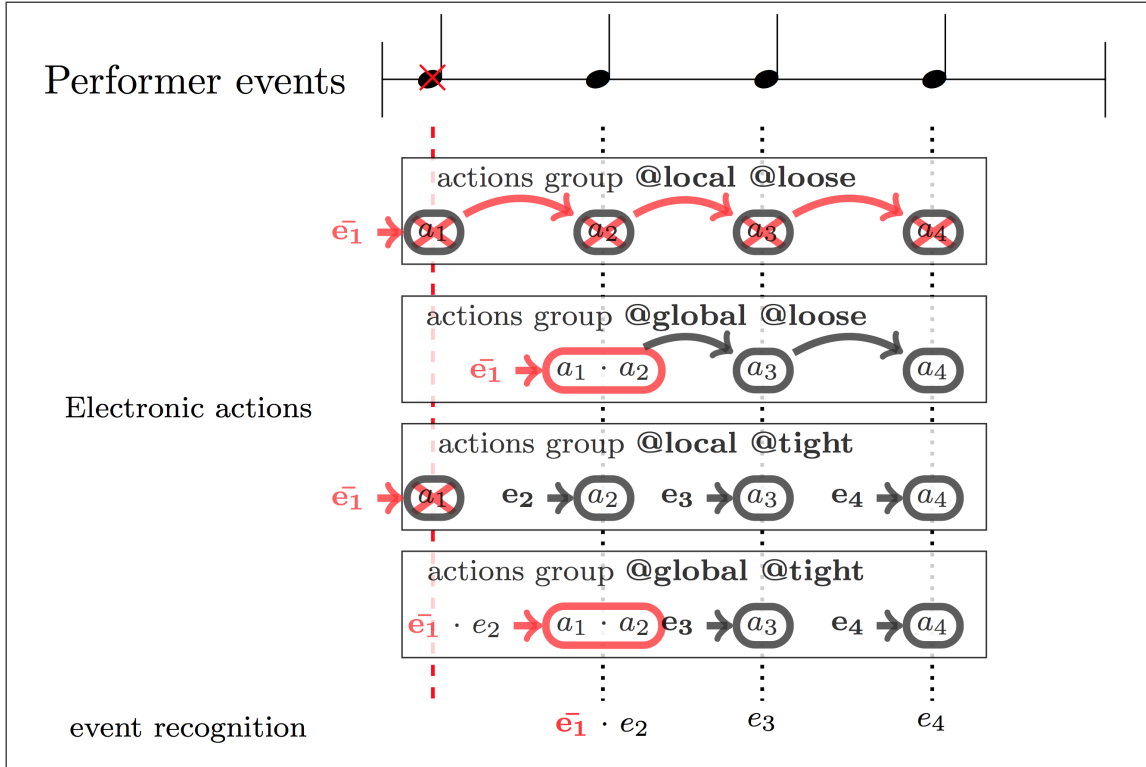 Performer events
actions group @local @loose
ē₁ a₁ a₂ a₃ a₄
actions group @global @loose
ē₁ a₁ · a₂ a₃ a₄
Electronic actions
actions group @local @tight
ē₁ a₁ e₂ a₂ e₃ a₃ e₄ a₄
actions group @global @tight
ē₁ · e₂ a₁ · a₂ e₃ a₃ e₄ a₄
event recognition ē₁ · e₂ e₃ e₄